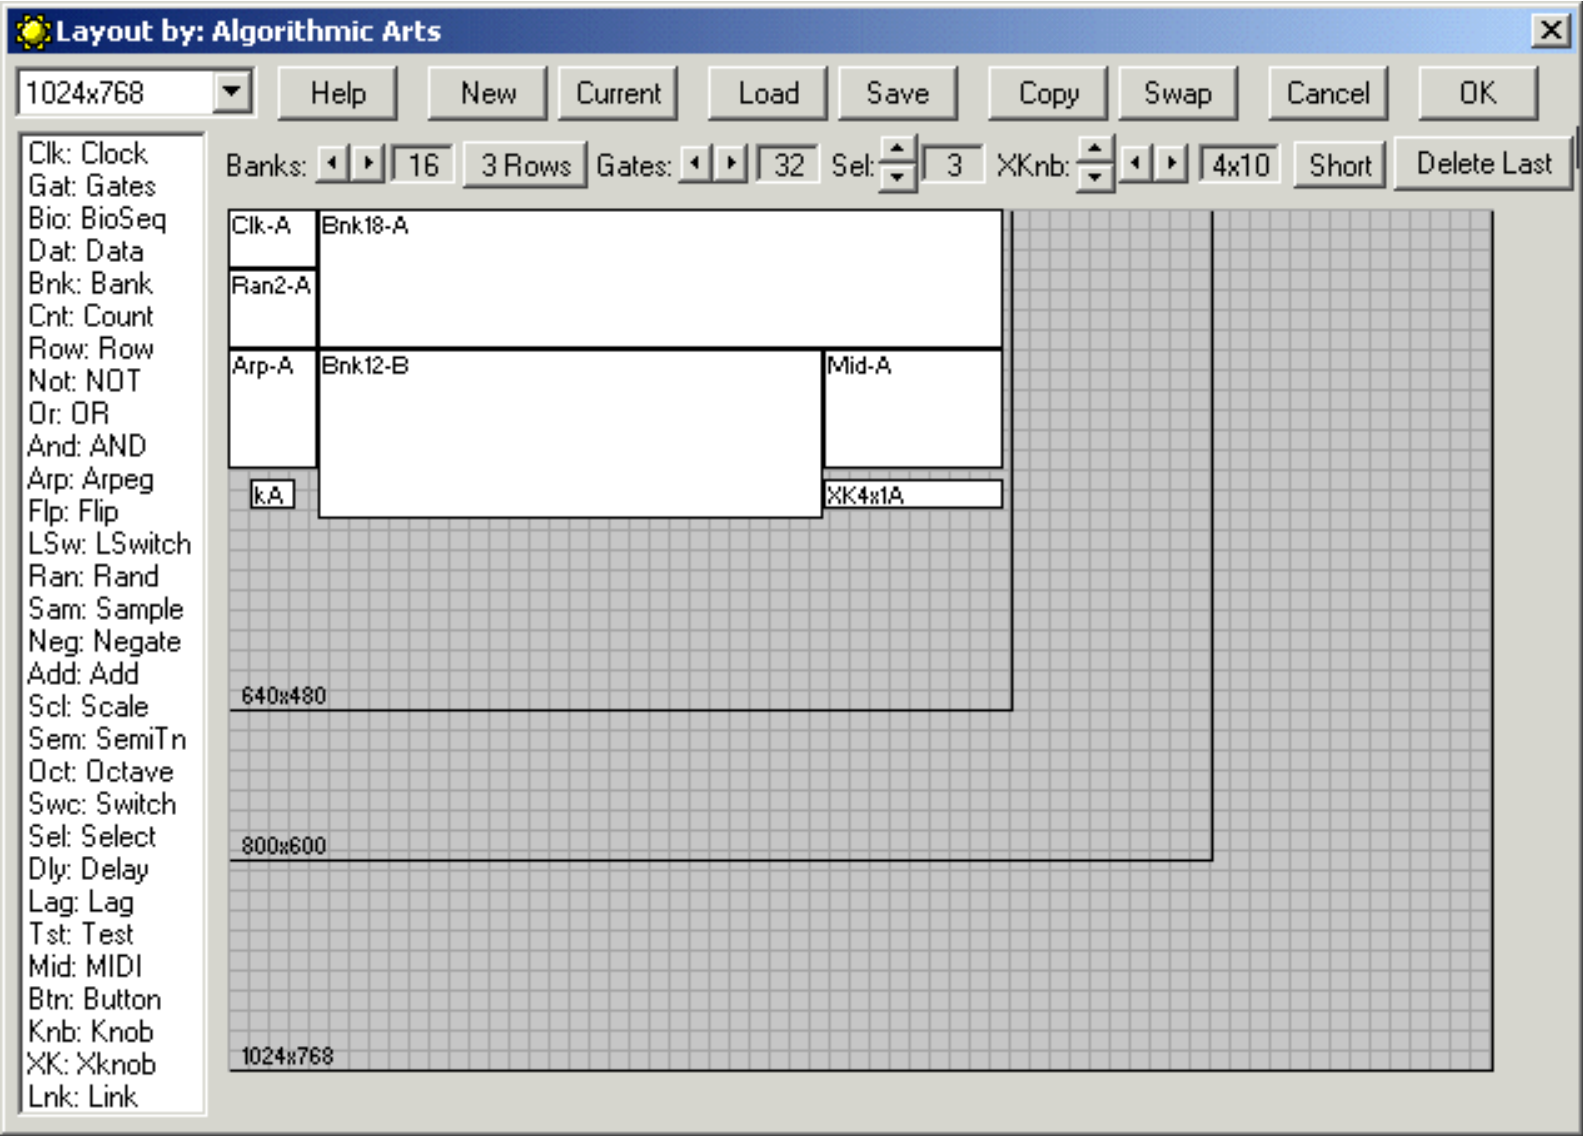 Layout by: Algorithmic Arts
1024x768 Help New Current Load Save Copy Swap Cancel OK
Banks: 16 3 Rows Gates: 32 Sel: 3 XKnb: 4x10 Short Delete Last
Clk: Clock
Gat: Gates
Bio: BioSeq
Dat: Data
Bnk: Bank
Cnt: Count
Row: Row
Not: NOT
Or: OR
And: AND
Arp: Arpeg
Flp: Flip
LSw: LSwitch
Ran: Rand
Sam: Sample
Neg: Negate
Add: Add
Scl: Scale
Sem: SemiTn
Oct: Octave
Swc: Switch
Sel: Select
Dly: Delay
Lag: Lag
Tst: Test
Mid: MIDI
Btn: Button
Knb: Knob
XK: Xknob
Lnk: Link
Clk-A Bnk18-A
Ran2-A
Arp-A Bnk12-B Mid-A
kA XK4x1A
640x480
800x600
1024x768